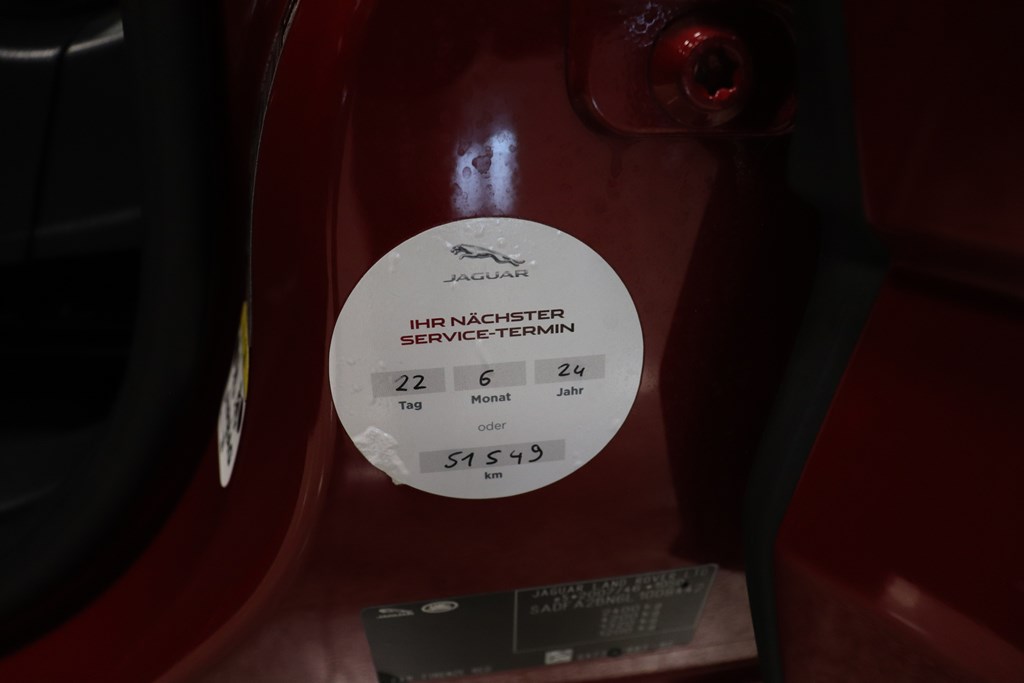 JAGUAR
IHR NÄCHSTER
SERVICE-TERMIN
22 6 24
Tag Monat Jahr
oder
51549
km
JAGUAR LAND ROVER